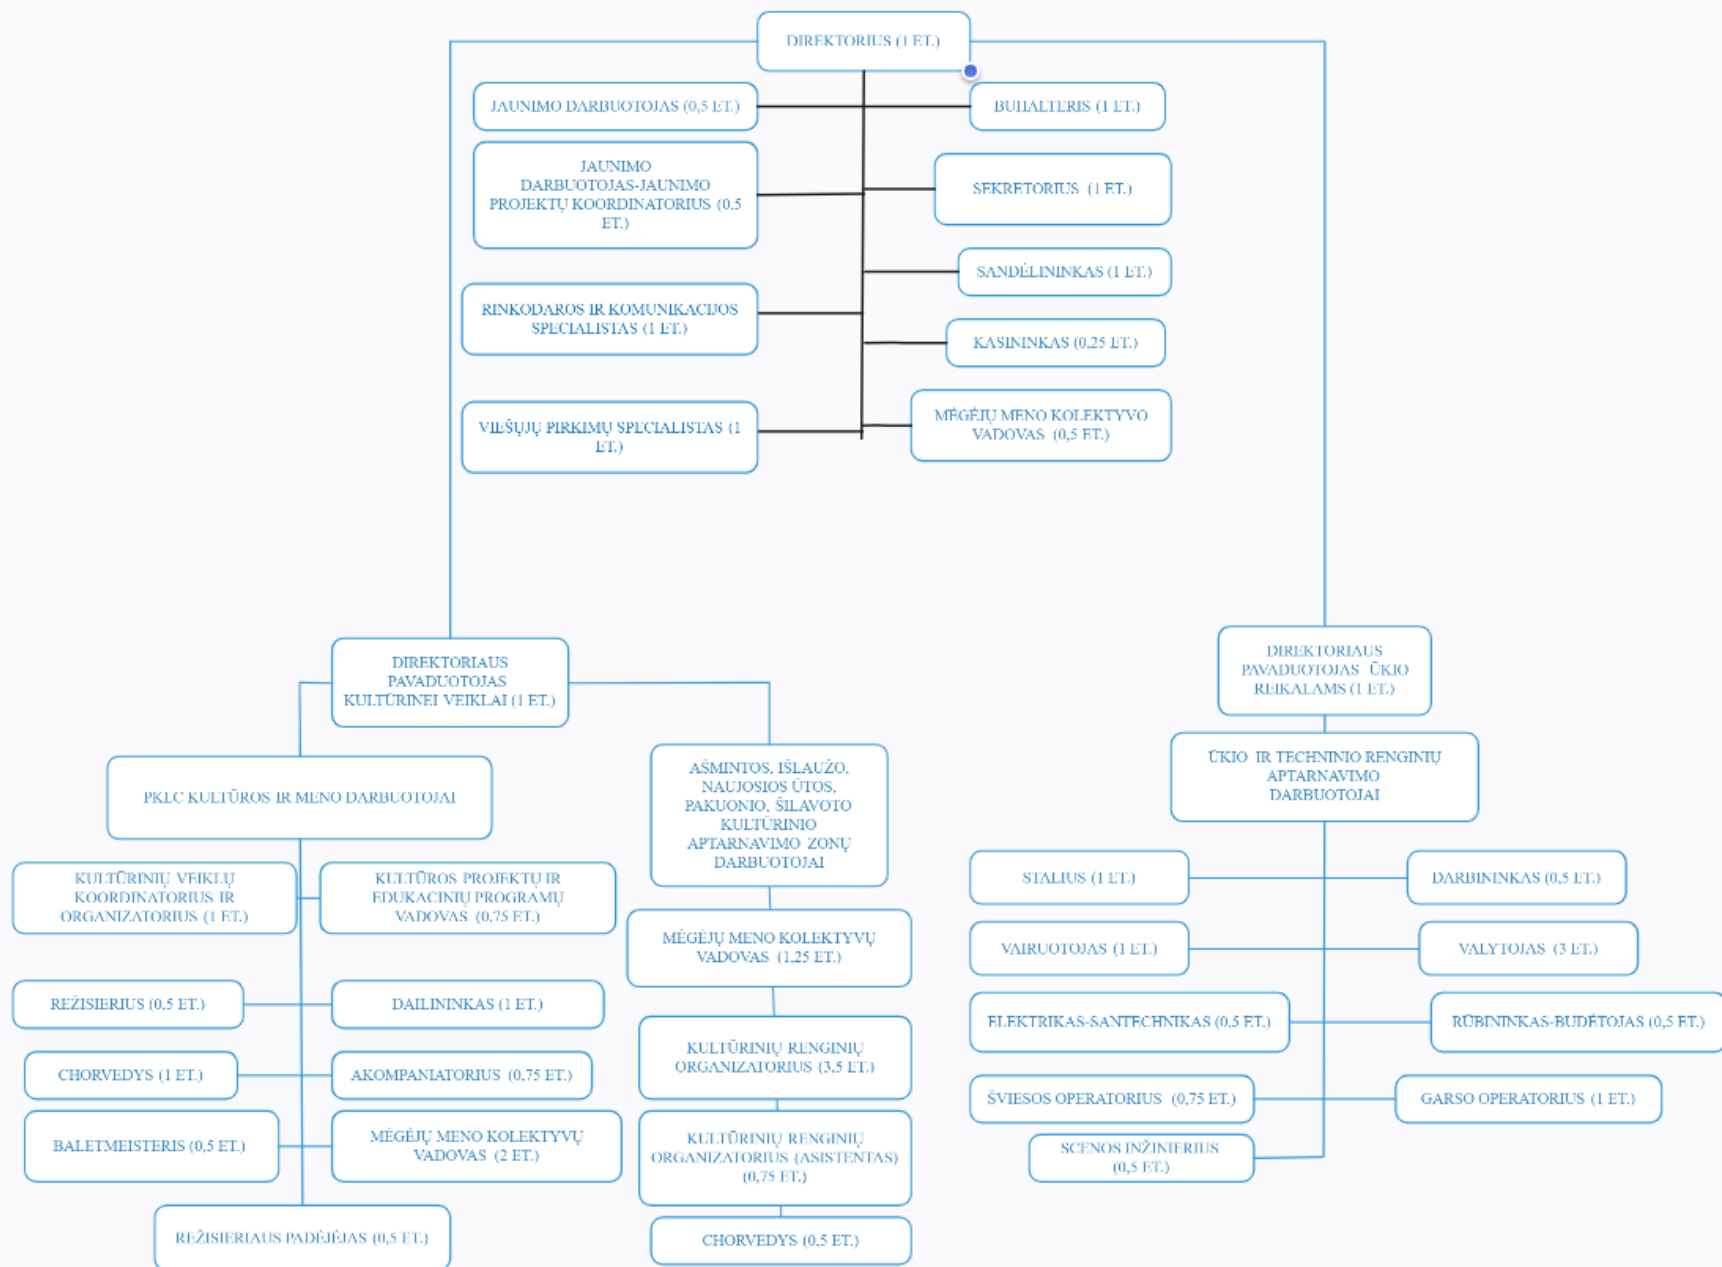 DIREKTORIUS (1 ET.)
JAUNIMO DARBUOTOJAS (0,5 ET.)
BUHALTERIS (1 ET.)
JAUNIMO
DARBUOTOJAS-JAUNIMO
PROJEKTŲ KOORDINATORIUS (0,5
ET.)
SEKRETORIUS (1 ET.)
SANDĖLININKAS (1 ET.)
RINKODAROS IR KOMUNIKACIJOS
SPECIALISTAS (1 ET.)
KASININKAS (0,25 ET.)
VIEŠŲJŲ PIRKIMŲ SPECIALISTAS (1
ET.)
MĖGĖJŲ MENO KOLEKTYVO
VADOVAS (0,5 ET.)
DIREKTORIAUS
PAVADUOTOJAS
KULTŪRINEI VEIKLAI (1 ET.)
PKLC KULTŪROS IR MENO DARBUOTOJAI
KULTŪRINIŲ VEIKLŲ
KOORDINATORIUS IR
ORGANIZATORIUS (1 ET.)
KULTŪROS PROJEKTŲ IR
EDUKACINIŲ PROGRAMŲ
VADOVAS (0,75 ET.)
REŽISIERIUS (0,5 ET.)
DAILININKAS (1 ET.)
CHORVEDYS (1 ET.)
AKOMPANIATORIUS (0,75 ET.)
BALETMEISTERIS (0,5 ET.)
MĖGĖJŲ MENO KOLEKTYVŲ
VADOVAS (2 ET.)
REŽISIERIAUS PADĖJĖJAS (0,5 ET.)
AŠMINTOS, IŠLAUŽO,
NAUJOSIOS ŪTOS,
PAKUONIO, ŠILAVOTO
KULTŪRINIO
APTARNAVIMO ZONŲ
DARBUOTOJAI
MĖGĖJŲ MENO KOLEKTYVŲ
VADOVAS (1,25 ET.)
KULTŪRINIŲ RENGINIŲ
ORGANIZATORIUS (3,5 ET.)
KULTŪRINIŲ RENGINIŲ
ORGANIZATORIUS (ASISTENTAS)
(0,75 ET.)
CHORVEDYS (0,5 ET.)
DIREKTORIAUS
PAVADUOTOJAS ŪKIO
REIKALAMS (1 ET.)
ŪKIO IR TECHNINIO RENGINIŲ
APTARNAVIMO
DARBUOTOJAI
STALIUS (1 ET.)
DARBININKAS (0,5 ET.)
VAIRUOTOJAS (1 ET.)
VALYTOJAS (3 ET.)
ELEKTRIKAS-SANTECHNIKAS (0,5 ET.)
RŪBININKAS-BUDĖTOJAS (0,5 ET.)
ŠVIESOS OPERATORIUS (0,75 ET.)
GARSO OPERATORIUS (1 ET.)
SCENOS INŽINIERIUS
(0,5 ET.)